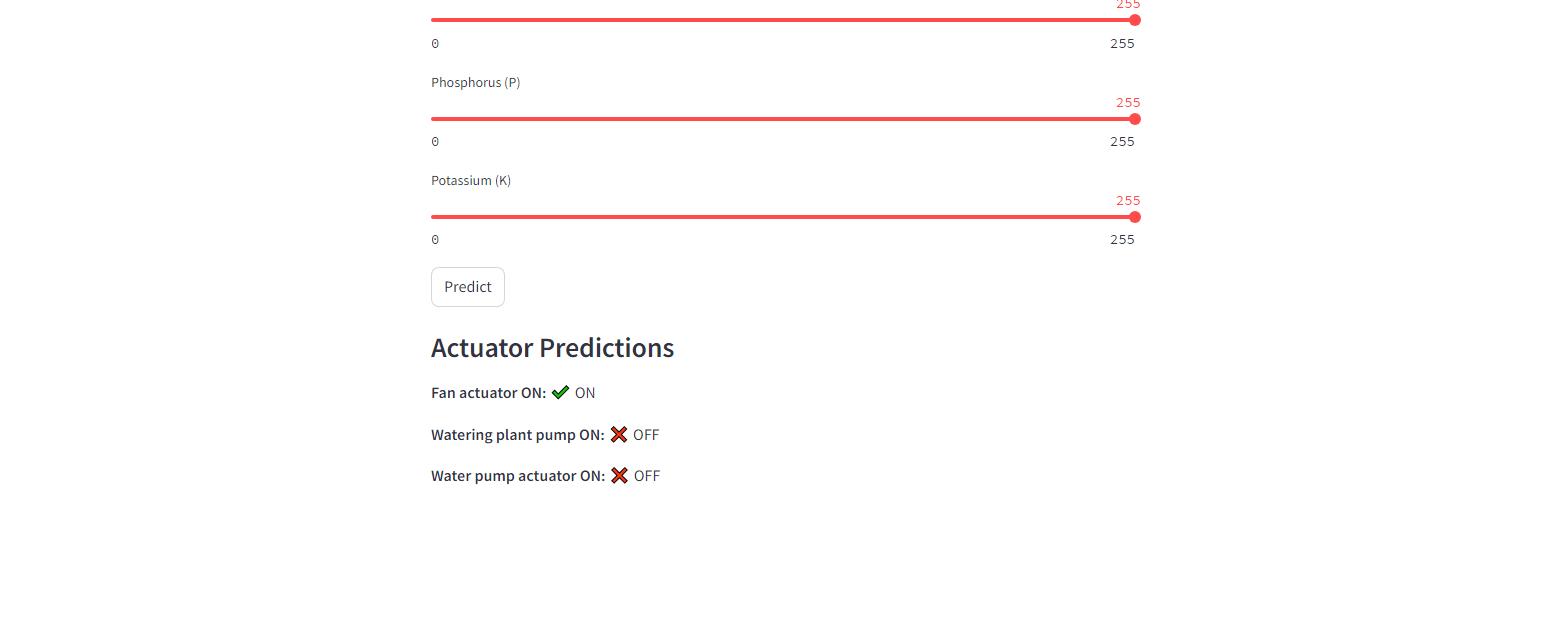 255
0 255
Phosphorus (P)
255
0 255
Potassium (K)
255
0 255
Predict
Actuator Predictions
Fan actuator ON: ✔ ON
Watering plant pump ON: ❌ OFF
Water pump actuator ON: ❌ OFF